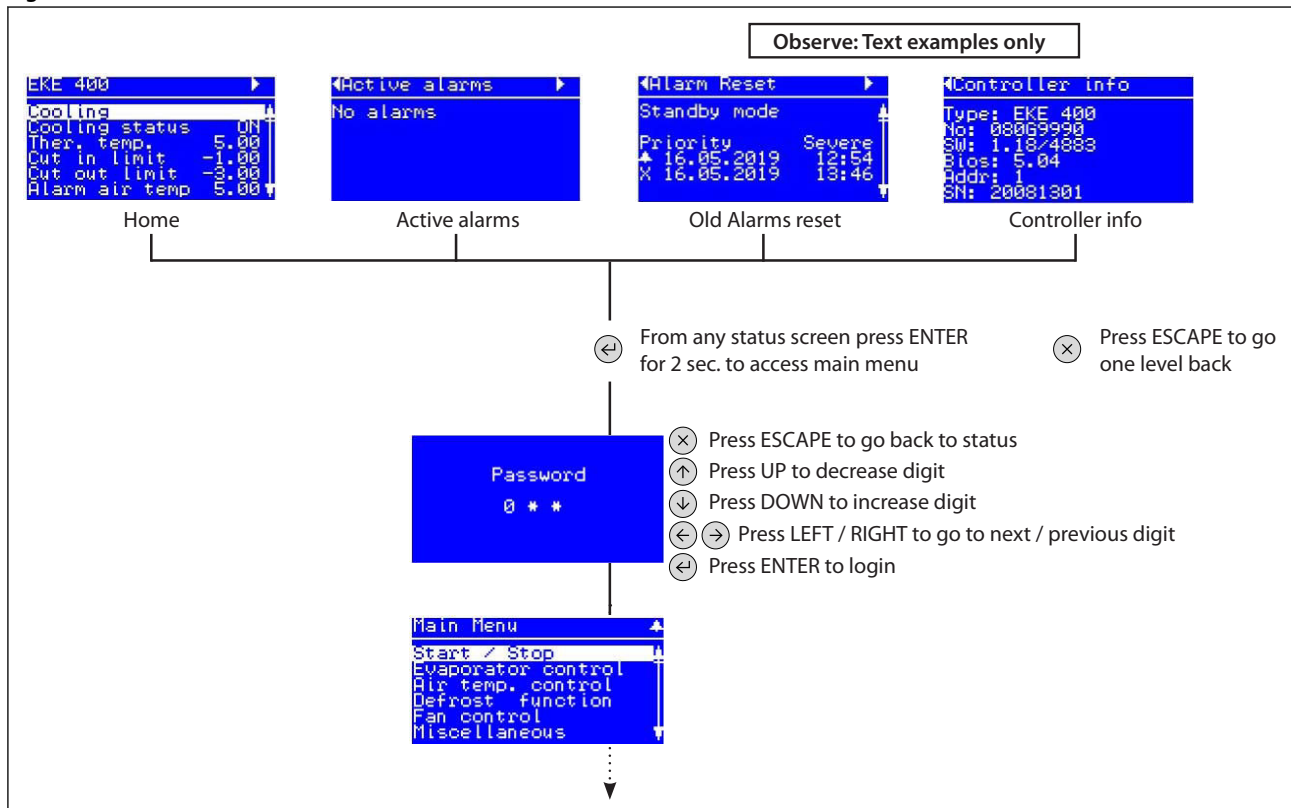 Observe: Text examples only
EKE 400
Cooling
Cooling status ON
Ther. temp. 5.00
Cut in limit -1.00
Cut out limit -3.00
Alarm air temp 5.00
Home
Active alarms
No alarms
Active alarms
Alarm Reset
Standby mode
Priority Severe
16.05.2019 12:54
X 16.05.2019 13:46
Old Alarms reset
Controller info
Type: EKE 400
No: 080G9990
SW: 1.18/4883
Bios: 5.04
Addr: 1
SN: 20081301
Controller info
From any status screen press ENTER
for 2 sec. to access main menu
Press ESCAPE to go
one level back
Password
0 * *
Press ESCAPE to go back to status
Press UP to decrease digit
Press DOWN to increase digit
Press LEFT / RIGHT to go to next / previous digit
Press ENTER to login
Main Menu
Start / Stop
Evaporator control
Air temp. control
Defrost function
Fan control
Miscellaneous